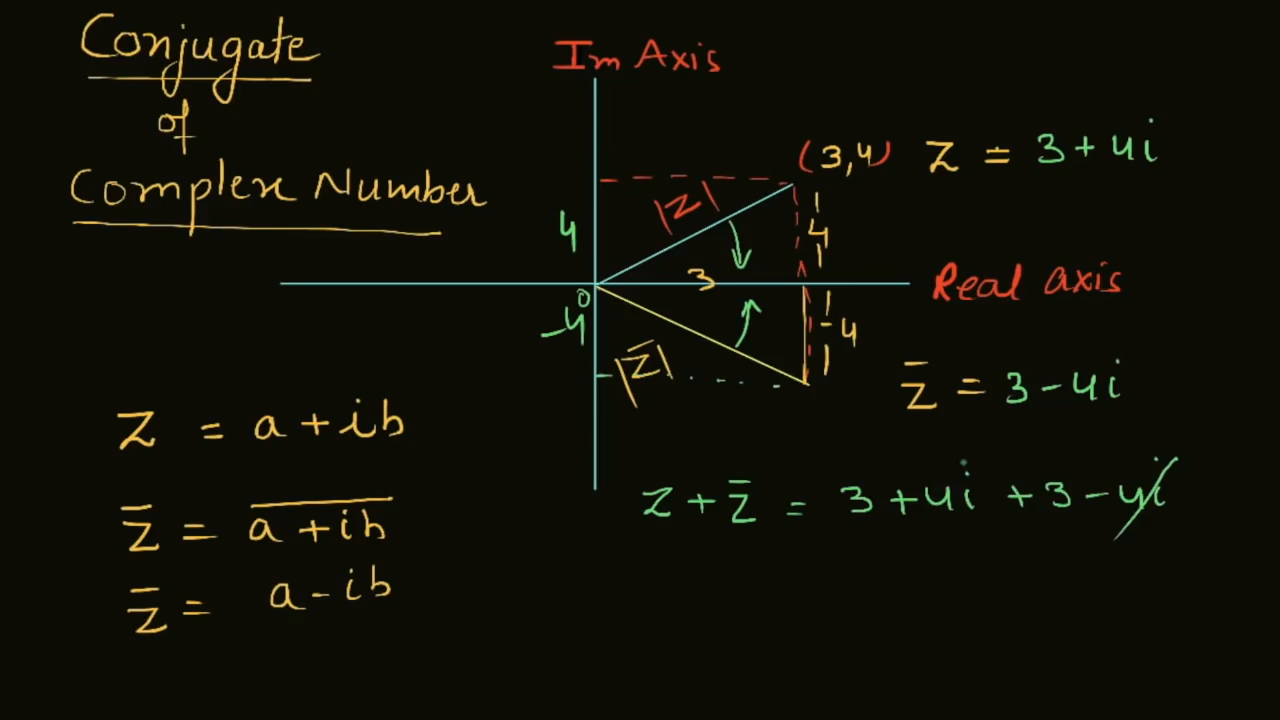 Conjugate
of
Complex Number
Im Axis
(3,4) z = 3 + 4i
|z|
4
4
3
Real axis
0
-4
-4
|z̄|
z̄ = 3 - 4i
z = a + ib
z + z̄ = 3 + 4i + 3 - 4i
z̄ = \overline{a + ib}
z̄ = a - ib